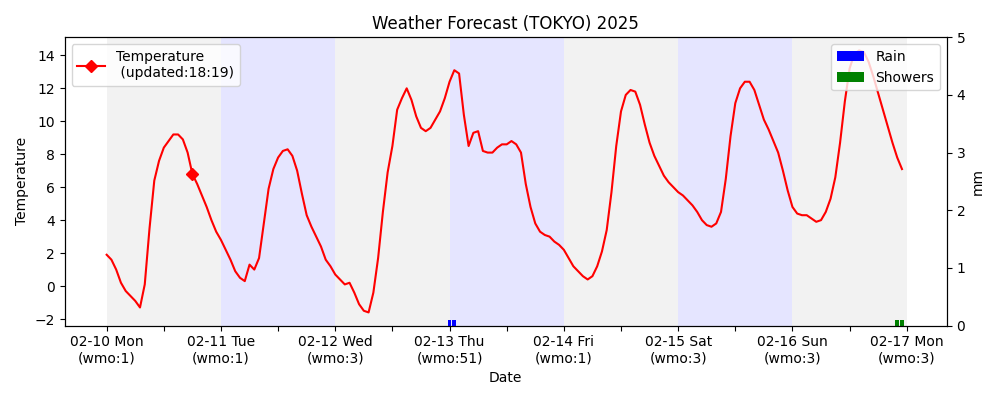 Weather Forecast (TOKYO) 2025
Temperature
(updated:18:19)
Rain
Showers
Temperature
14
12
10
8
6
4
2
0
−2
5
4
3
2
1
0
mm
02-10 Mon
(wmo:1)
02-11 Tue
(wmo:1)
02-12 Wed
(wmo:3)
02-13 Thu
(wmo:51)
02-14 Fri
(wmo:1)
02-15 Sat
(wmo:3)
02-16 Sun
(wmo:3)
02-17 Mon
(wmo:3)
Date